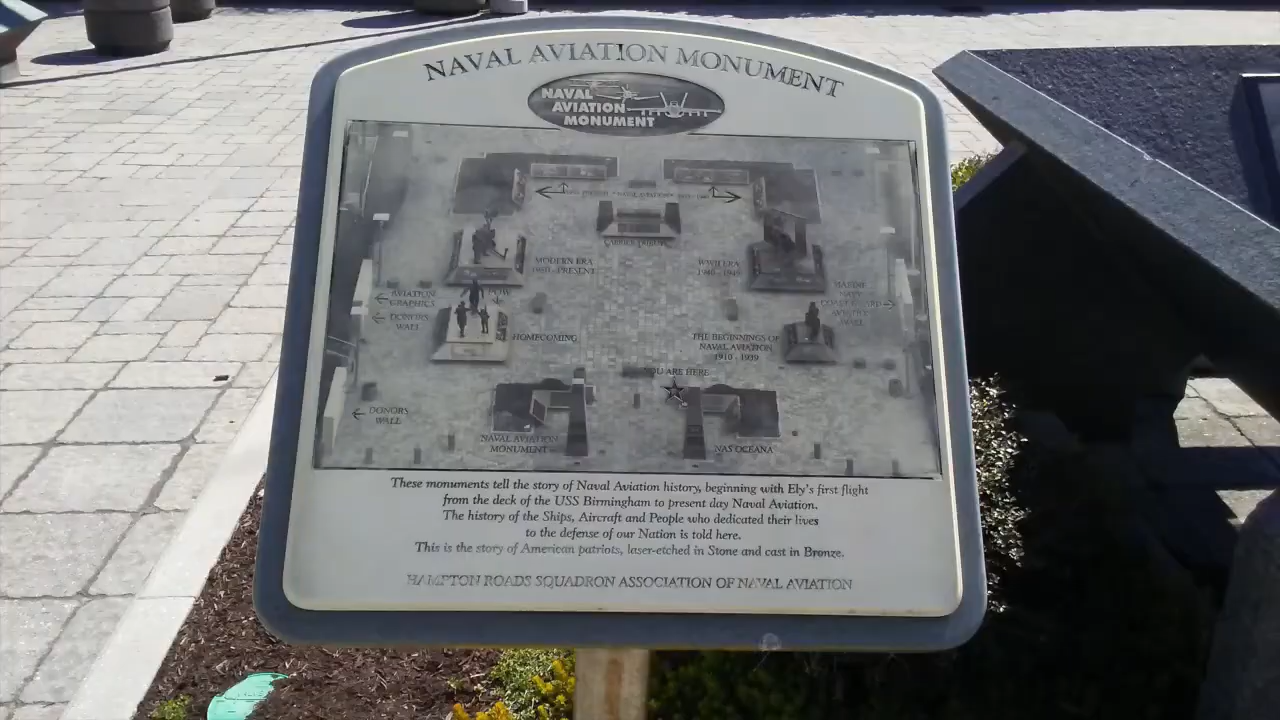 NAVAL AVIATION MONUMENT
NAVAL
AVIATION
MONUMENT
MODERN ERA
1950 - PRESENT
WWII ERA
1940 - 1949
AVIATION
GRAPHICS
POW
DONORS
WALL
HOMECOMING
THE BEGINNINGS OF
NAVAL AVIATION
1910 - 1939
AVIATION
WALL
YOU ARE HERE
DONORS
WALL
NAVAL AVIATION
MONUMENT
NAS OCEANA
These monuments tell the story of Naval Aviation history, beginning with Ely's first flight
from the deck of the USS Birmingham to present day Naval Aviation.
The history of the Ships, Aircraft and People who dedicated their lives
to the defense of our Nation is told here.
This is the story of American patriots, laser-etched in Stone and cast in Bronze.
HAMPTON ROADS SQUADRON ASSOCIATION OF NAVAL AVIATION